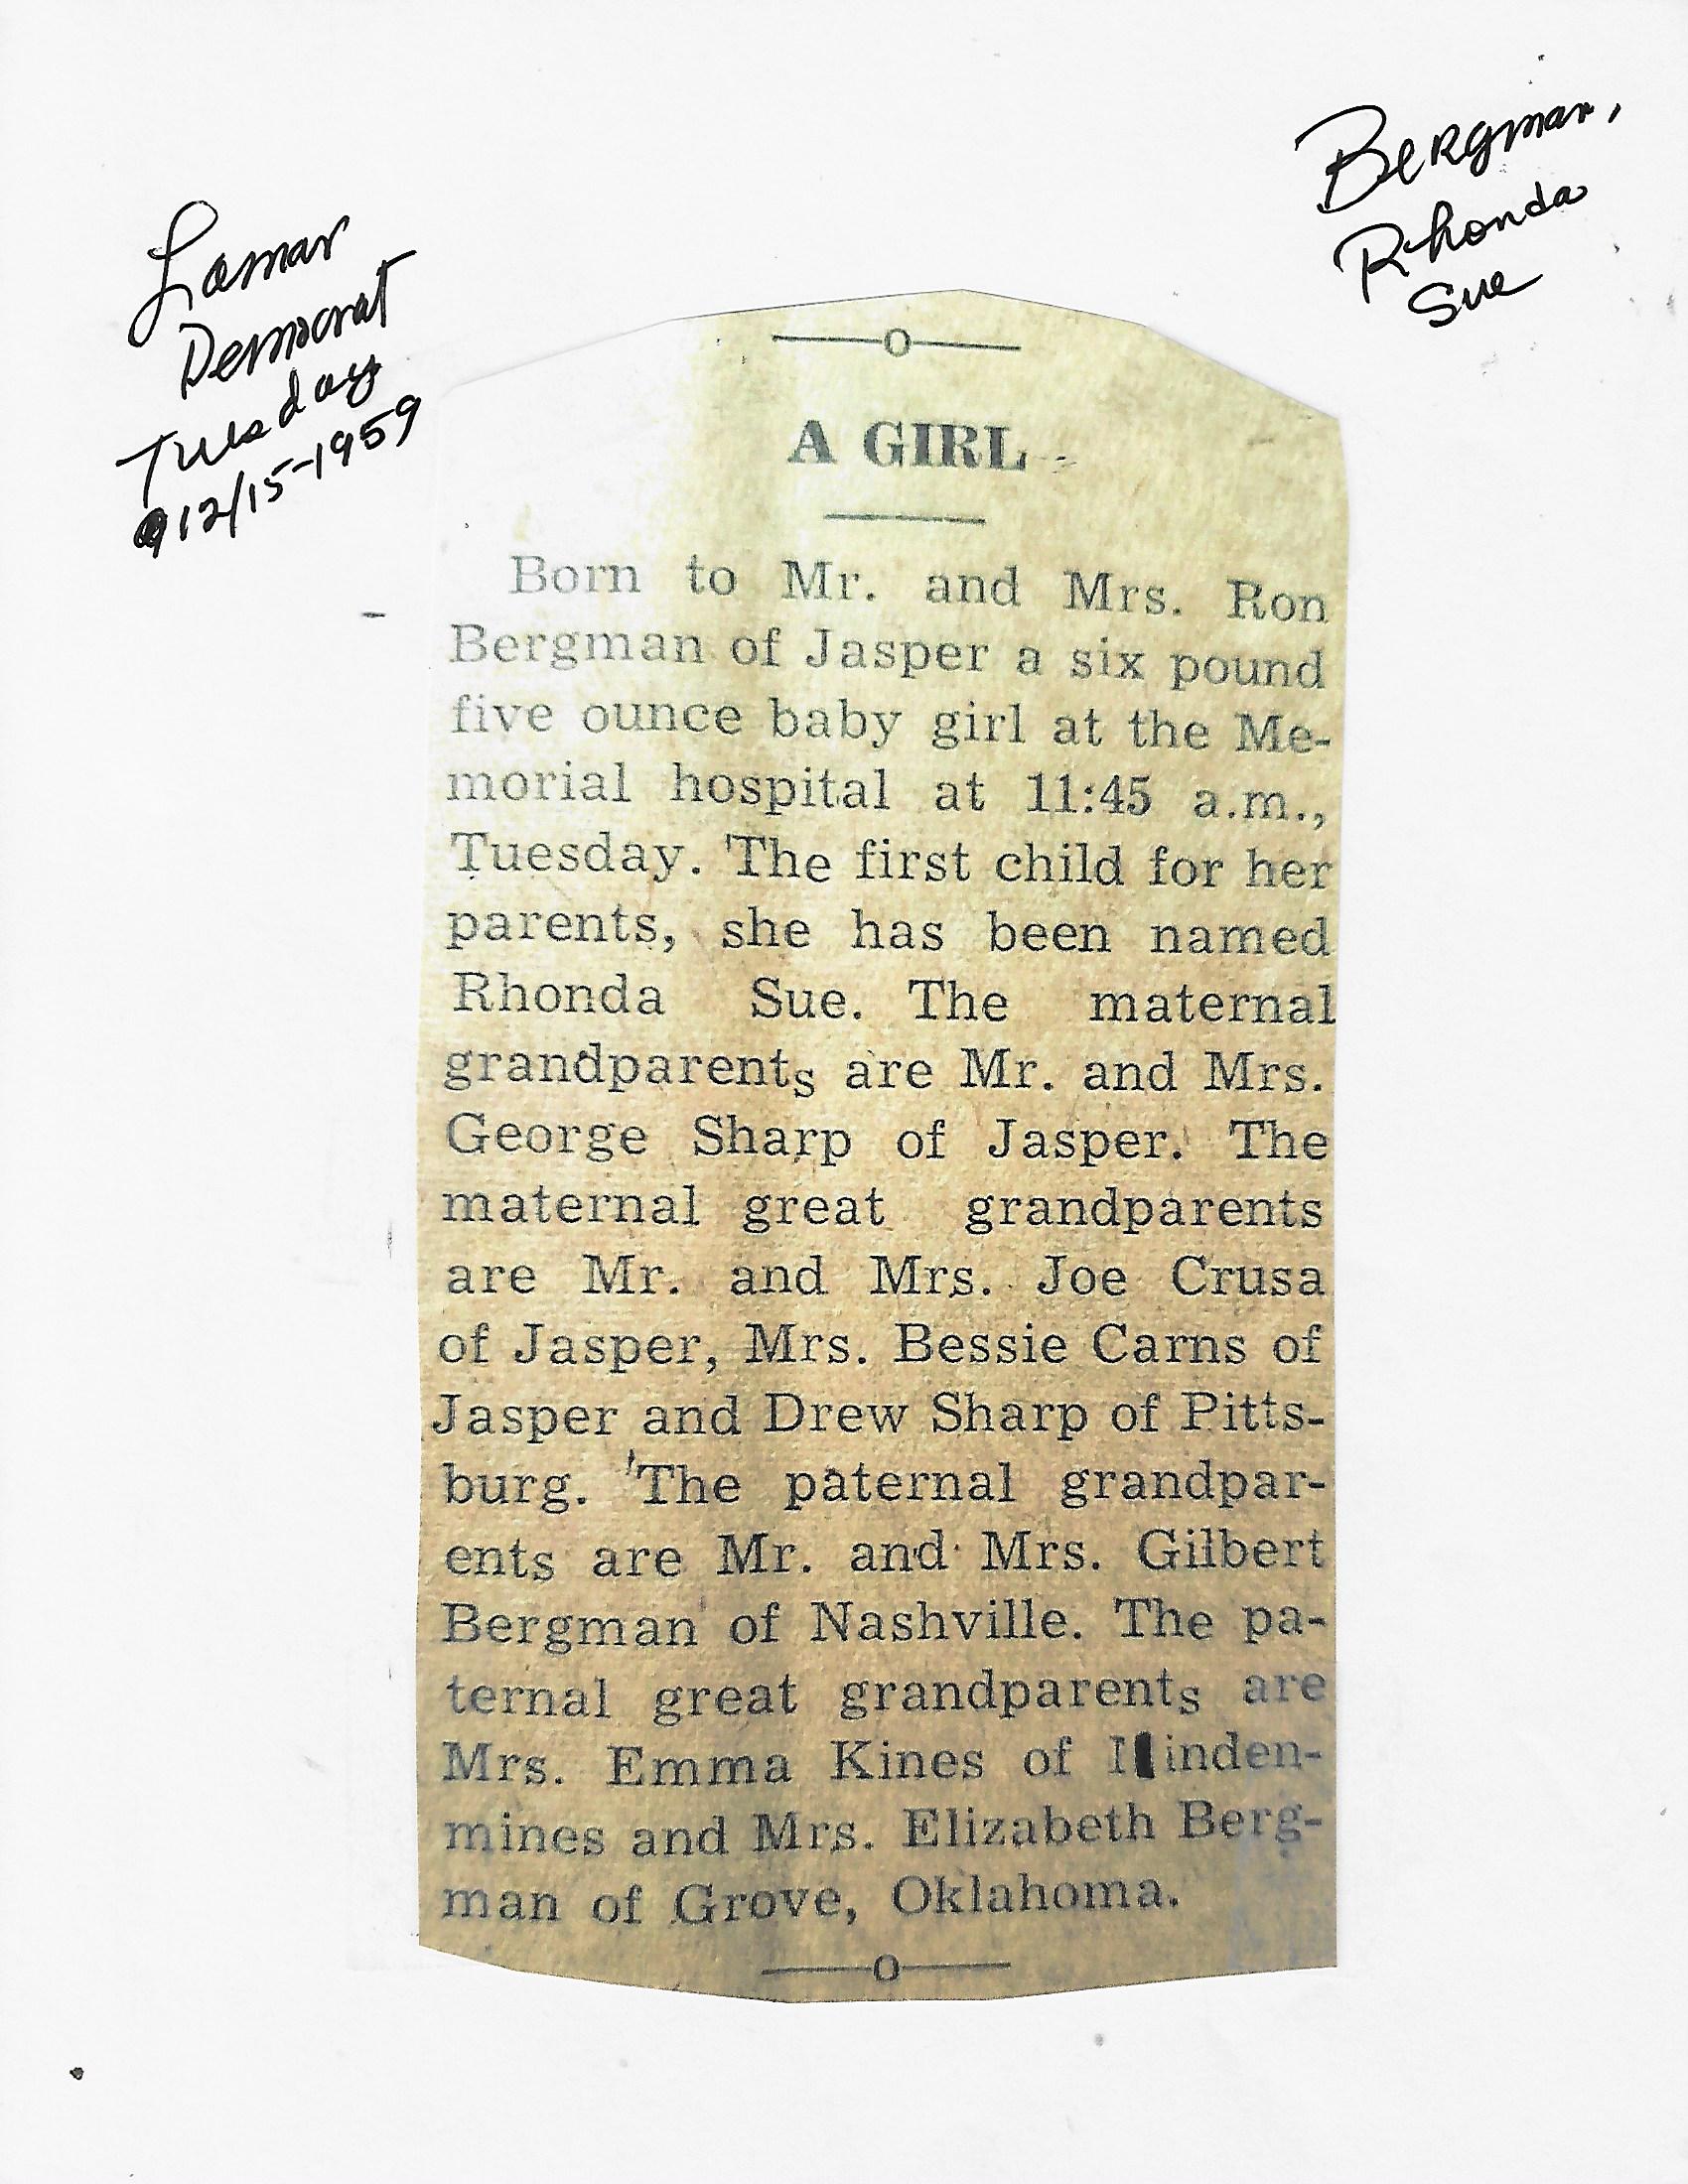 Bergman,
Rhonda
Sue
Lamar
Democrat
Tuesday
12/15-1959
—o—
A GIRL
Born to Mr. and Mrs. Ron
Bergman of Jasper a six pound
five ounce baby girl at the Me-
morial hospital at 11:45 a.m.,
Tuesday. The first child for her
parents, she has been named
Rhonda Sue. The maternal
grandparents are Mr. and Mrs.
George Sharp of Jasper. The
maternal great grandparents
are Mr. and Mrs. Joe Crusa
of Jasper, Mrs. Bessie Carns of
Jasper and Drew Sharp of Pitts-
burg. The paternal grandpar-
ents are Mr. and Mrs. Gilbert
Bergman of Nashville. The pa-
ternal great grandparents are
Mrs. Emma Kines of
mines and Mrs. Elizabeth Berg-
man of Grove, Oklahoma.
—o—